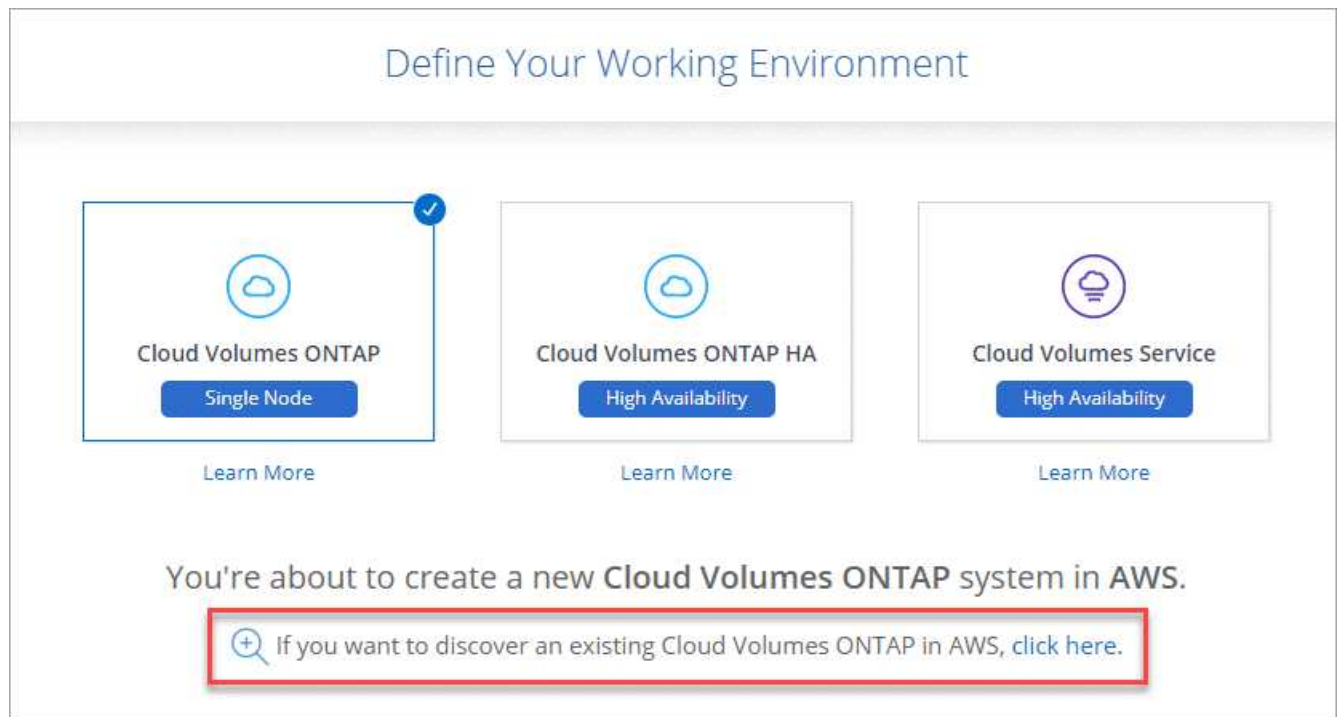 Define Your Working Environment
Cloud Volumes ONTAP
Single Node
Learn More
Cloud Volumes ONTAP HA
High Availability
Learn More
Cloud Volumes Service
High Availability
Learn More
You're about to create a new Cloud Volumes ONTAP system in AWS.
If you want to discover an existing Cloud Volumes ONTAP in AWS, click here.